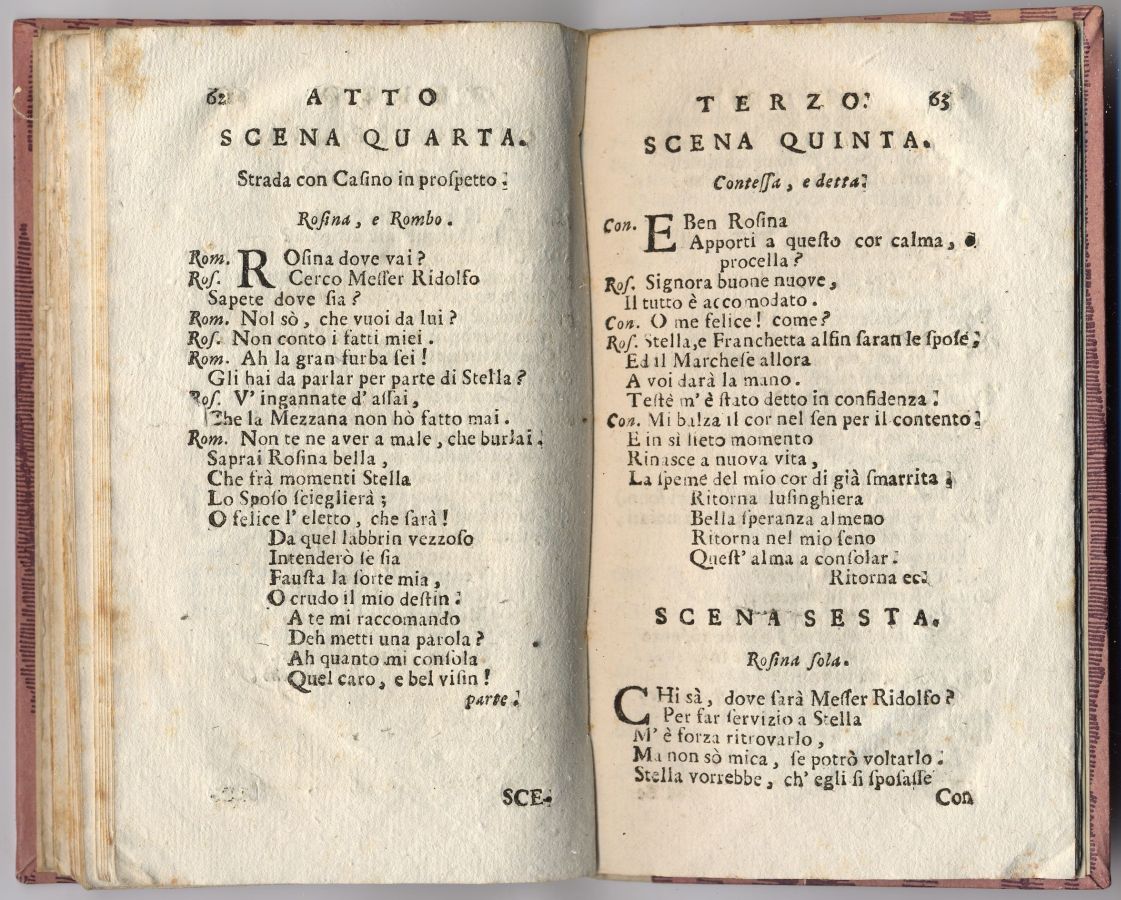 62 ATTO
SCENA QUARTA.
Strada con Caſino in proſpetto.
Roſina, e Rombo.
Rom. ROſina dove vai?
Roſ. Cerco Meſſer Ridolfo
Sapete dove ſia?
Rom. Nol sò, che vuoi da lui?
Roſ. Non conto i fatti miei.
Rom. Ah la gran furba ſei!
Gli hai da parlar per parte di Stella?
Roſ. V' ingannate d' aſſai,
Che la Mezzana non hò fatto mai.
Rom. Non te ne aver a male, che burlai.
Saprai Roſina bella,
Che frà momenti Stella
Lo Spoſo ſcieglierà;
O felice l' eletto, che ſarà!
Da quel labbrin vezzoſo
Intenderò ſe ſia
Fauſta la ſorte mia,
O crudo il mio deſtin.
A te mi raccomando
Deh metti una parola?
Ah quanto mi conſola
Quel caro, e bel viſin!
parte.
SCE-
TERZO. 63
SCENA QUINTA.
Conteſſa, e detta.
Con. E Ben Roſina
Apporti a queſto cor calma, o
procella?
Roſ. Signora buone nuove,
Il tutto è accomodato.
Con. O me felice! come?
Roſ. Stella, e Franchetta alfin ſaran le ſpoſe,
Ed il Marcheſe allora
A voi darà la mano.
Teſtè m' è ſtato detto in confidenza.
Con. Mi balza il cor nel ſen per il contento.
E in sì lieto momento
Rinasce a nuova vita,
La ſpeme del mio cor di già ſmarrita.
Ritorna luſinghiera
Bella ſperanza almeno
Ritorna nel mio ſeno
Queſt' alma a conſolar.
Ritorna ec.
SCENA SESTA.
Roſina ſola.
CHi sà, dove ſarà Meſſer Ridolfo?
Per far ſervizio a Stella
M' è forza ritrovarlo,
Ma non sò mica, ſe potrò voltarlo.
Stella vorrebbe, ch' egli ſi ſpoſaſſe
Con